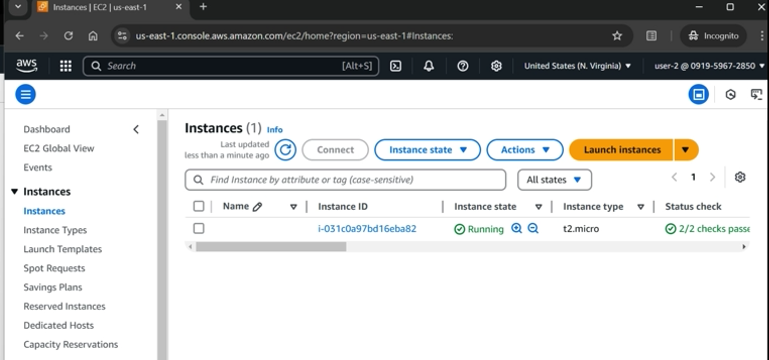 Instances | EC2 | us-east-1
us-east-1.console.aws.amazon.com/ec2/home?region=us-east-1#Instances:
Incognito
aws
Search
[Alt+S]
United States (N. Virginia)
user-2 @ 0919-5967-2850
Dashboard
EC2 Global View
Events
Instances
Instances
Instance Types
Launch Templates
Spot Requests
Savings Plans
Reserved Instances
Dedicated Hosts
Capacity Reservations
Instances (1) Info
Last updated
less than a minute ago
Connect
Instance state
Actions
Launch instances
Find Instance by attribute or tag (case-sensitive)
All states
1
Name
Instance ID
Instance state
Instance type
Status check
i-031c0a97bd16eba82
Running
t2.micro
2/2 checks passe